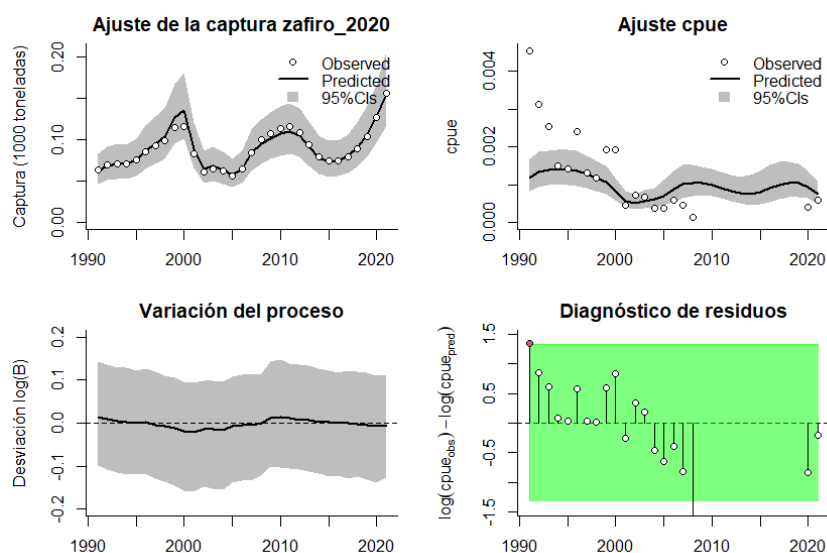 Ajuste de la captura zafiro_2020
Captura (1000 toneladas)
0.20
0.10
0.00
Observed
Predicted
95%CIs
1990
2000
2010
2020
Ajuste cpue
cpue
0.004
0.002
0.000
Observed
Predicted
95%CIs
1990
2000
2010
2020
Variación del proceso
Desviación log(B)
0.2
0.1
0.0
-0.1
-0.2
1990
2000
2010
2020
Diagnóstico de residuos
log(cpueobs) − log(cpuepred)
1.5
0.5
-0.5
-1.5
1990
2000
2010
2020